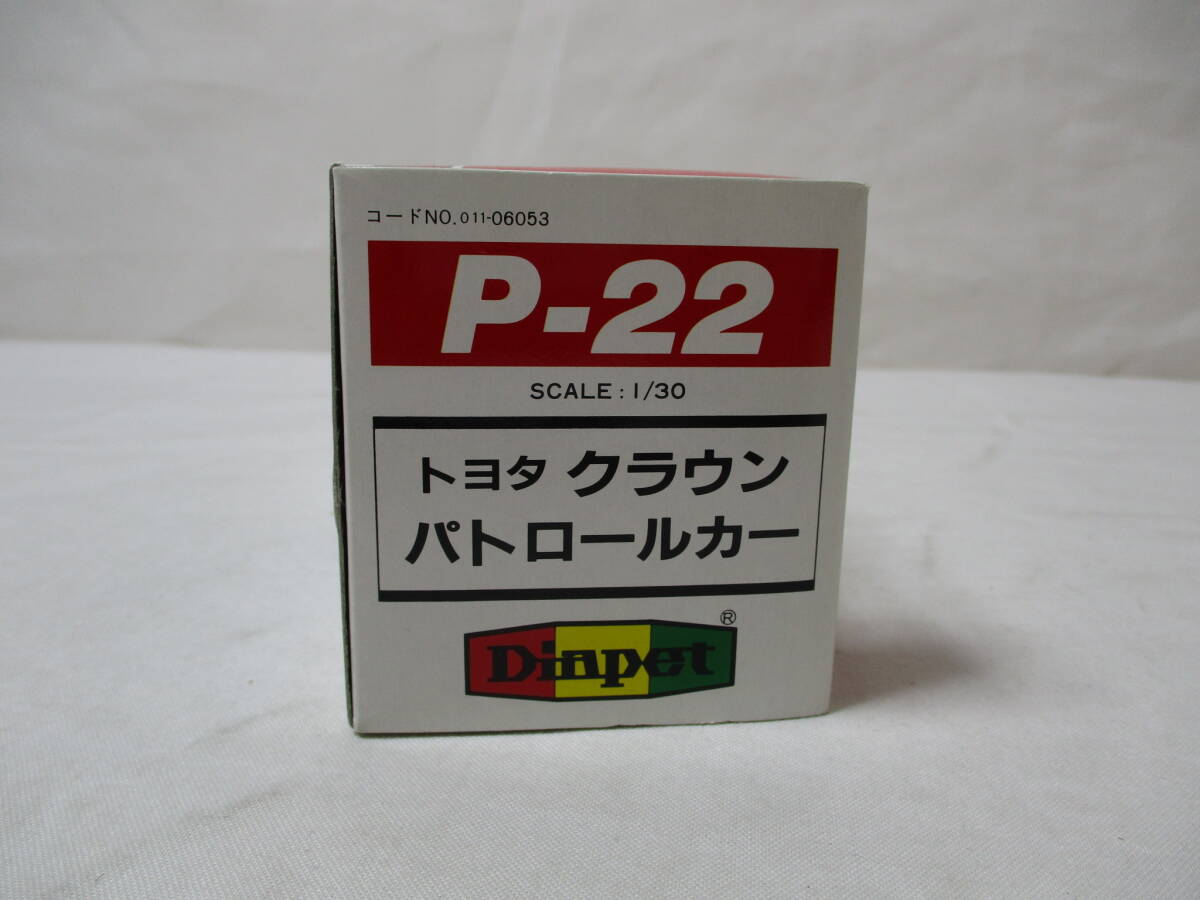 コードNO.011-06053
P-22
SCALE : 1/30
トヨタ クラウン
パトロールカー
Diapet®